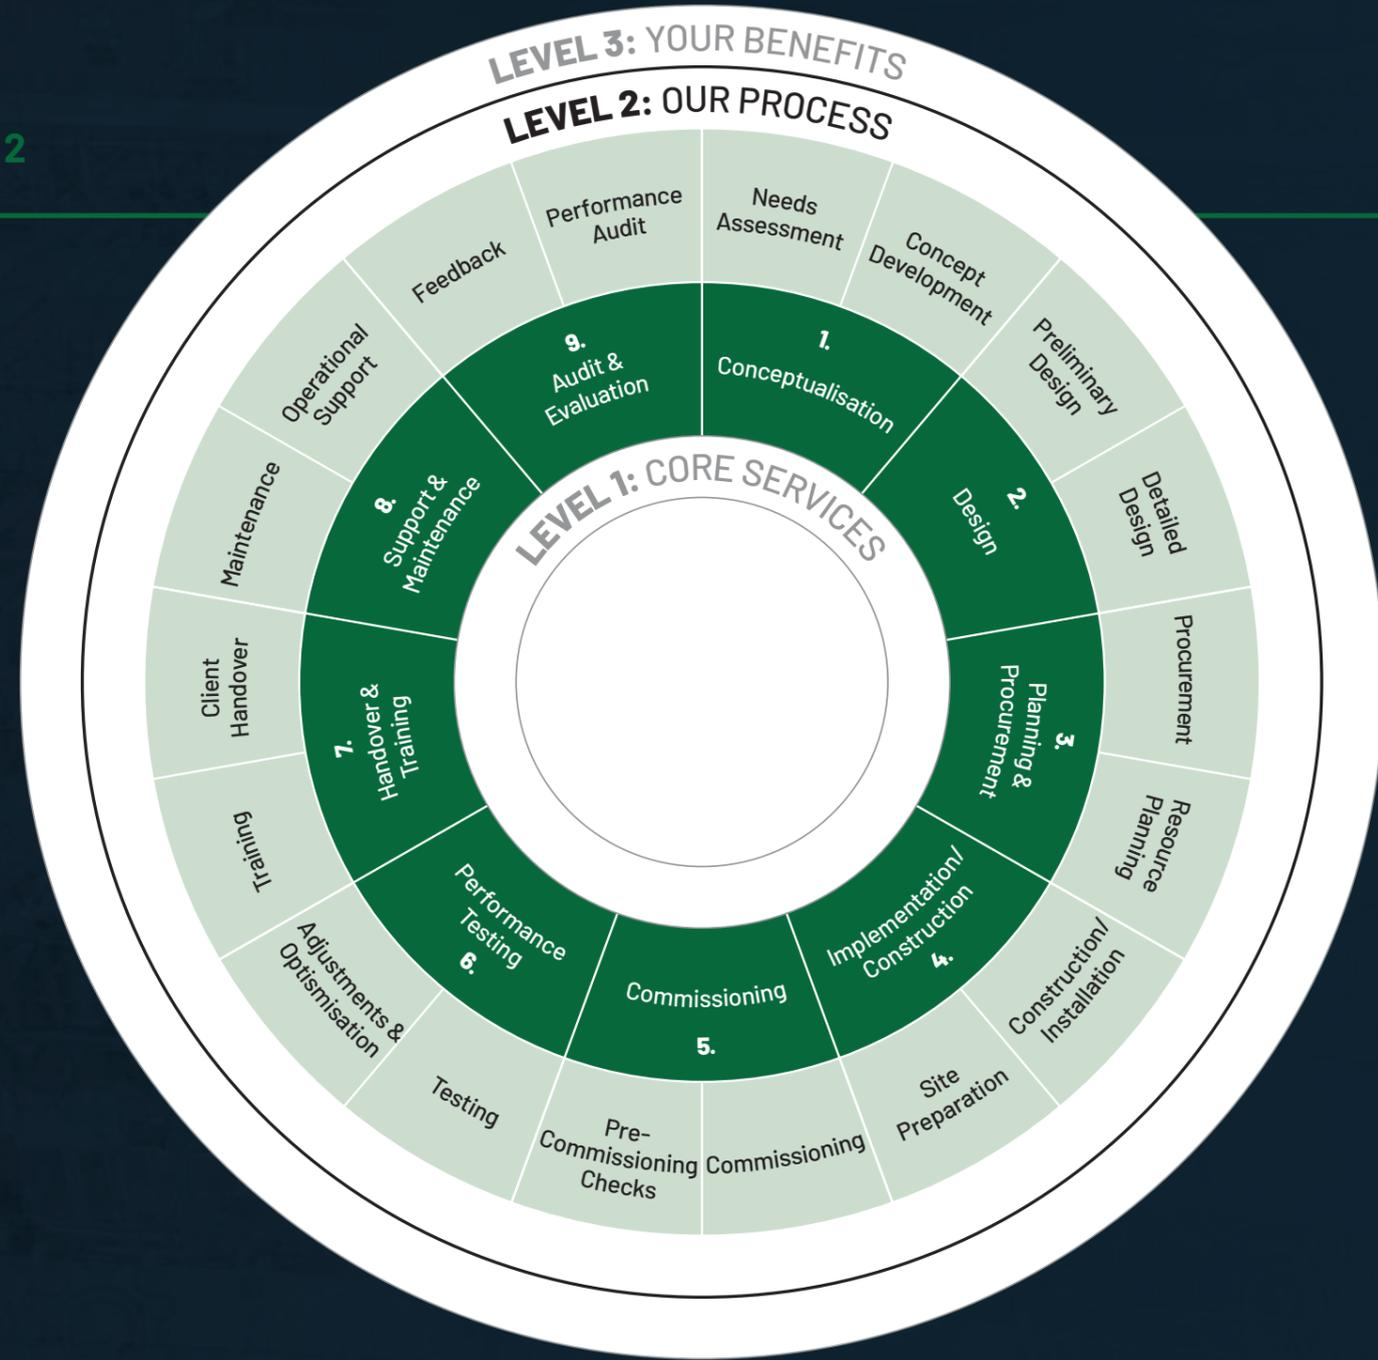 LEVEL 3: YOUR BENEFITS
LEVEL 2: OUR PROCESS
2
Needs
Assessment
Concept
Development
Preliminary
Design
Detailed
Design
Procurement
Resource
Planning
Construction/
Installation
Site
Preparation
Commissioning
Pre-
Commissioning
Checks
Testing
Adjustments &
Optismisation
Training
Client
Handover
Maintenance
Operational
Support
Feedback
Performance
Audit
1.
Conceptualisation
2.
Design
3.
Planning &
Procurement
Implementation/
Construction
4.
Commissioning
5.
Performance
Testing
6.
7.
Handover &
Training
8.
Support &
Maintenance
9.
Audit &
Evaluation
LEVEL 1: CORE SERVICES